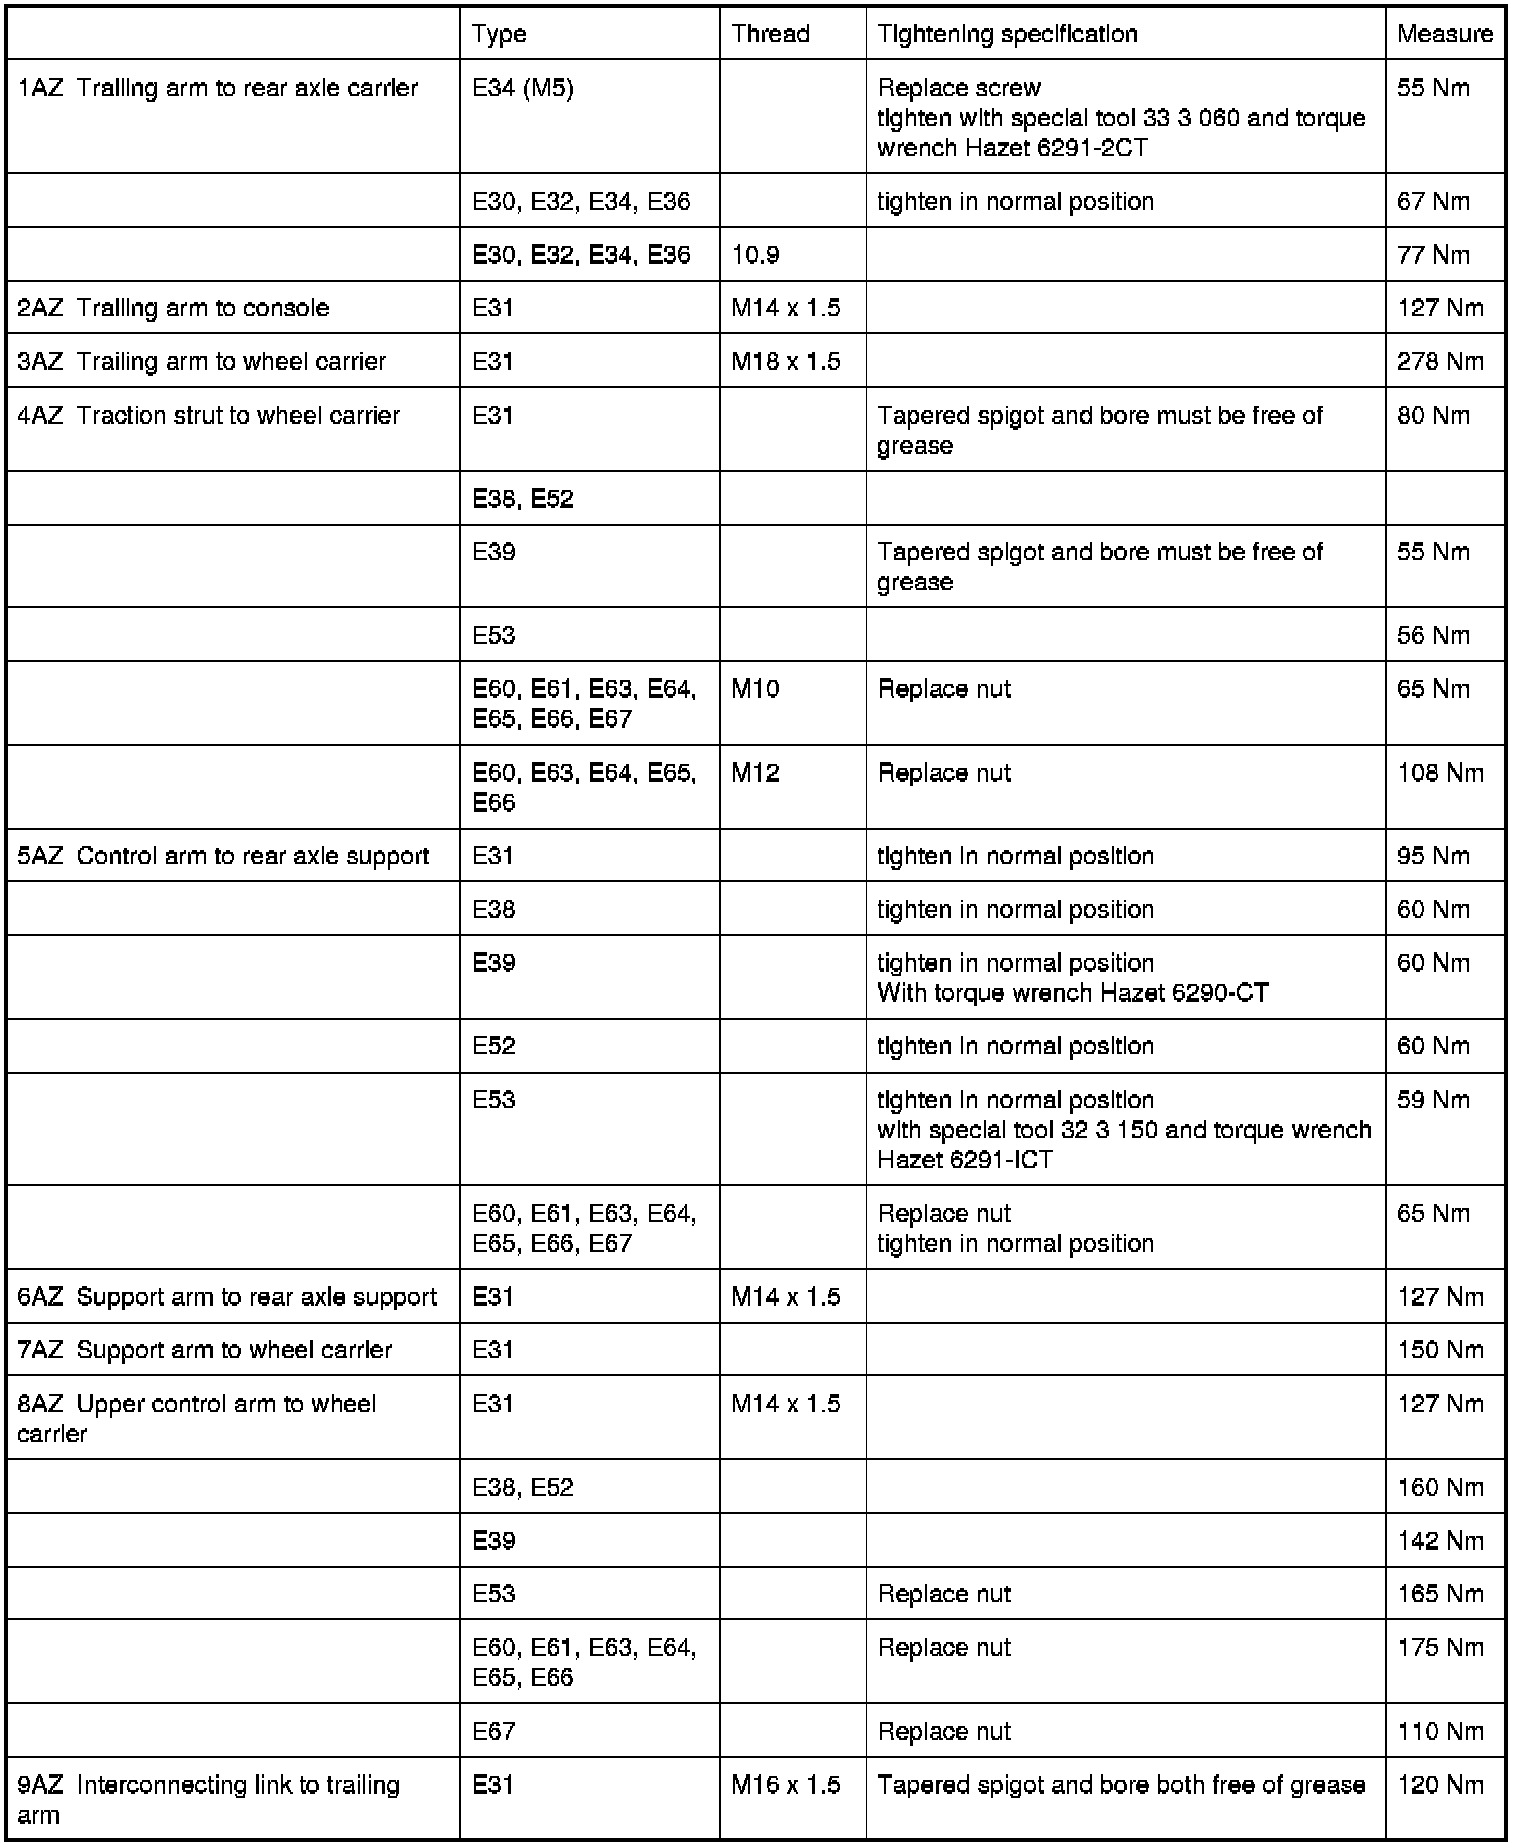 Type Thread Tightening specification Measure
1AZ Trailing arm to rear axle carrier E34 (M5) Replace screw 55 Nm
tighten with special tool 33 3 060 and torque
wrench Hazet 6291-2CT
E30, E32, E34, E36 tighten in normal position 67 Nm
E30, E32, E34, E36 10.9 77 Nm
2AZ Trailing arm to console E31 M14 x 1.5 127 Nm
3AZ Trailing arm to wheel carrier E31 M18 x 1.5 278 Nm
4AZ Traction strut to wheel carrier E31 Tapered spigot and bore must be free of 80 Nm
grease
E38, E52
E39 Tapered spigot and bore must be free of 55 Nm
grease
E53 56 Nm
E60, E61, E63, E64, M10 Replace nut 65 Nm
E65, E66, E67
E60, E63, E64, E65, M12 Replace nut 108 Nm
E66
5AZ Control arm to rear axle support E31 tighten in normal position 95 Nm
E38 tighten in normal position 60 Nm
E39 tighten in normal position 60 Nm
With torque wrench Hazet 6290-CT
E52 tighten in normal position 60 Nm
E53 tighten in normal position 59 Nm
with special tool 32 3 150 and torque wrench
Hazet 6291-ICT
E60, E61, E63, E64, Replace nut 65 Nm
E65, E66, E67 tighten in normal position
6AZ Support arm to rear axle support E31 M14 x 1.5 127 Nm
7AZ Support arm to wheel carrier E31 150 Nm
8AZ Upper control arm to wheel E31 M14 x 1.5 127 Nm
carrier
E38, E52 160 Nm
E39 142 Nm
E53 Replace nut 165 Nm
E60, E61, E63, E64, Replace nut 175 Nm
E65, E66
E67 Replace nut 110 Nm
9AZ Interconnecting link to trailing E31 M16 x 1.5 Tapered spigot and bore both free of grease 120 Nm
arm